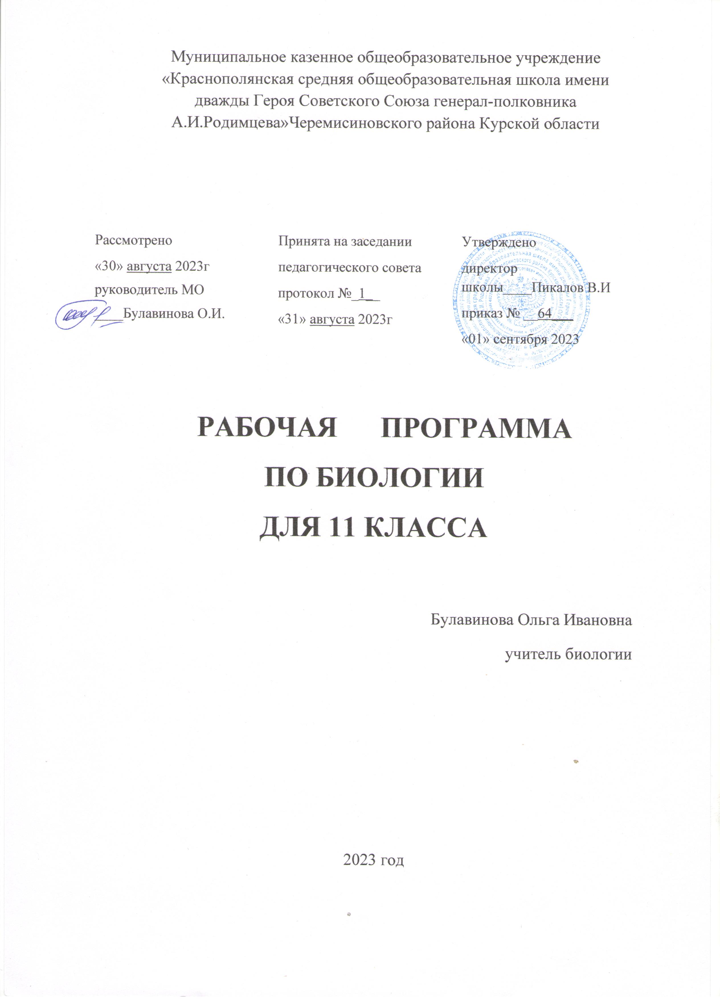 Муниципальное казенное общеобразовательное учреждение
«Краснополянская средняя общеобразовательная школа имени
дважды Героя Советского Союза генерал-полковника
А.И.Родимцева»Черемисиновского района Курской области
Рассмотрено
«30» августа 2023г
руководитель МО
____Булавинова О.И.
Принята на заседании
педагогического совета
протокол №_1__
«31» августа 2023г
Утверждено
директор
школы____Пикалов В.И
приказ № __64___
«01» сентября 2023
РАБОЧАЯ ПРОГРАММА
ПО БИОЛОГИИ
ДЛЯ 11 КЛАССА
Булавинова Ольга Ивановна
учитель биологии
2023 год